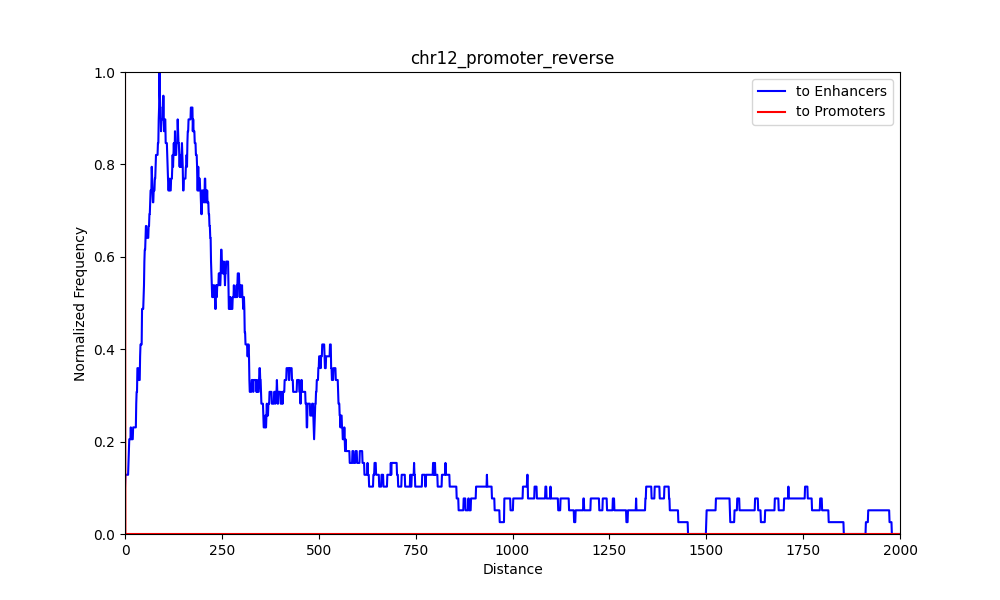 chr12_promoter_reverse
to Enhancers
to Promoters
1.0
0.8
0.6
0.4
0.2
0.0
Normalized Frequency
0 250 500 750 1000 1250 1500 1750 2000
Distance